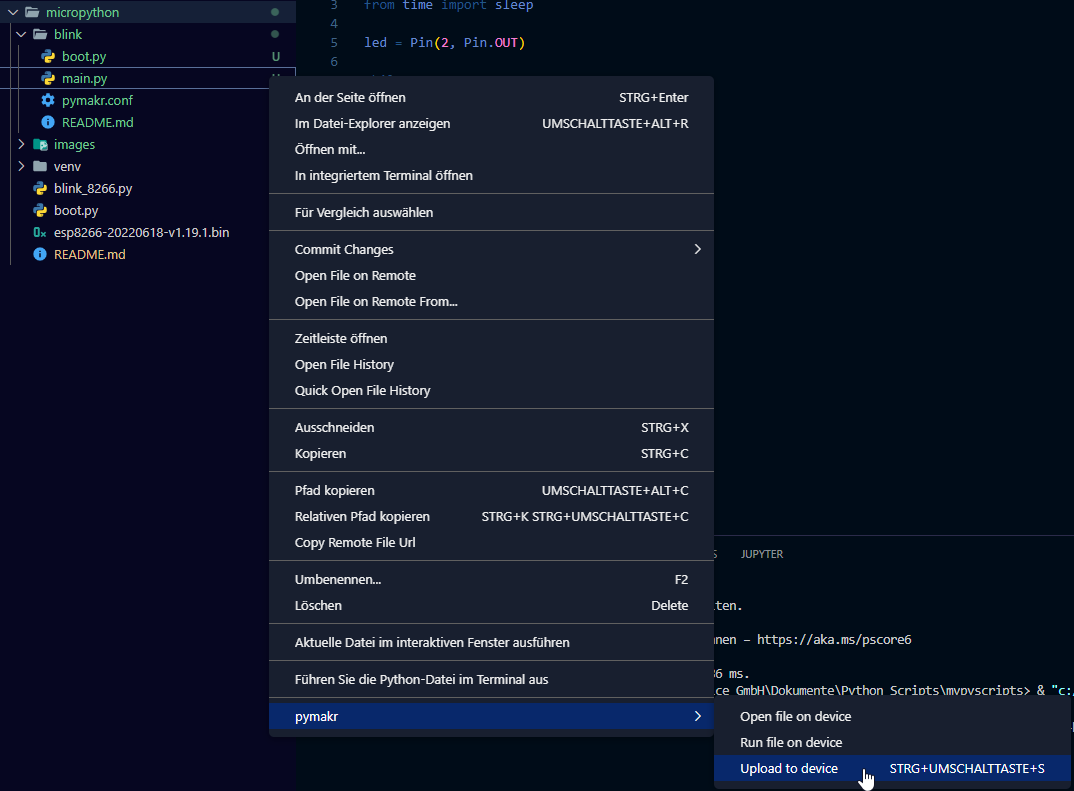 micropython
blink
boot.py U
main.py
pymakr.conf
README.md
images
venv
blink_8266.py
boot.py
esp8266-20220618-v1.19.1.bin
README.md
3 from time import sleep
4
5 led = Pin(2, Pin.OUT)
6
An der Seite öffnen STRG+Enter
Im Datei-Explorer anzeigen UMSCHALTTASTE+ALT+R
Öffnen mit...
In integriertem Terminal öffnen
Für Vergleich auswählen
Commit Changes
Open File on Remote
Open File on Remote From...
Zeitleiste öffnen
Open File History
Quick Open File History
Ausschneiden STRG+X
Kopieren STRG+C
Pfad kopieren UMSCHALTTASTE+ALT+C
Relativen Pfad kopieren STRG+K STRG+UMSCHALTTASTE+C
Copy Remote File Url
Umbenennen... F2
Löschen Delete
Aktuelle Datei im interaktiven Fenster ausführen
Führen Sie die Python-Datei im Terminal aus
pymakr
Open file on device
Run file on device
Upload to device STRG+UMSCHALTTASTE+S
S JUPYTER
ten.
nen – https://aka.ms/pscore6
36 ms.
ce GmbH\Dokumente\Python Scripts\mypyscripts> & "c:/